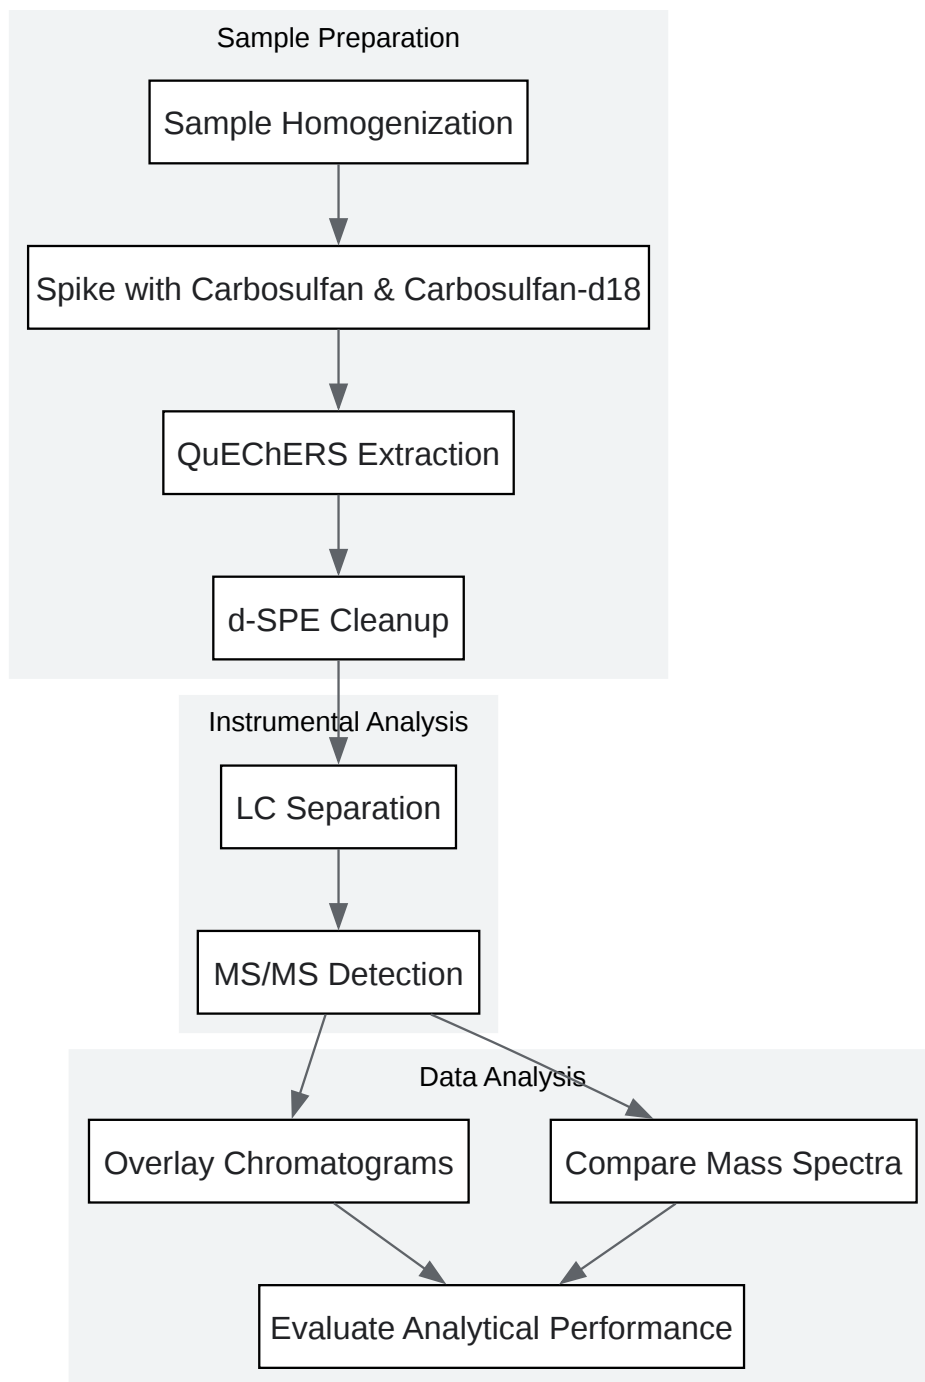 Sample Preparation
Sample Homogenization
Spike with Carbosulfan & Carbosulfan-d18
QuEChERS Extraction
d-SPE Cleanup
Instrumental Analysis
LC Separation
MS/MS Detection
Data Analysis
Overlay Chromatograms
Compare Mass Spectra
Evaluate Analytical Performance